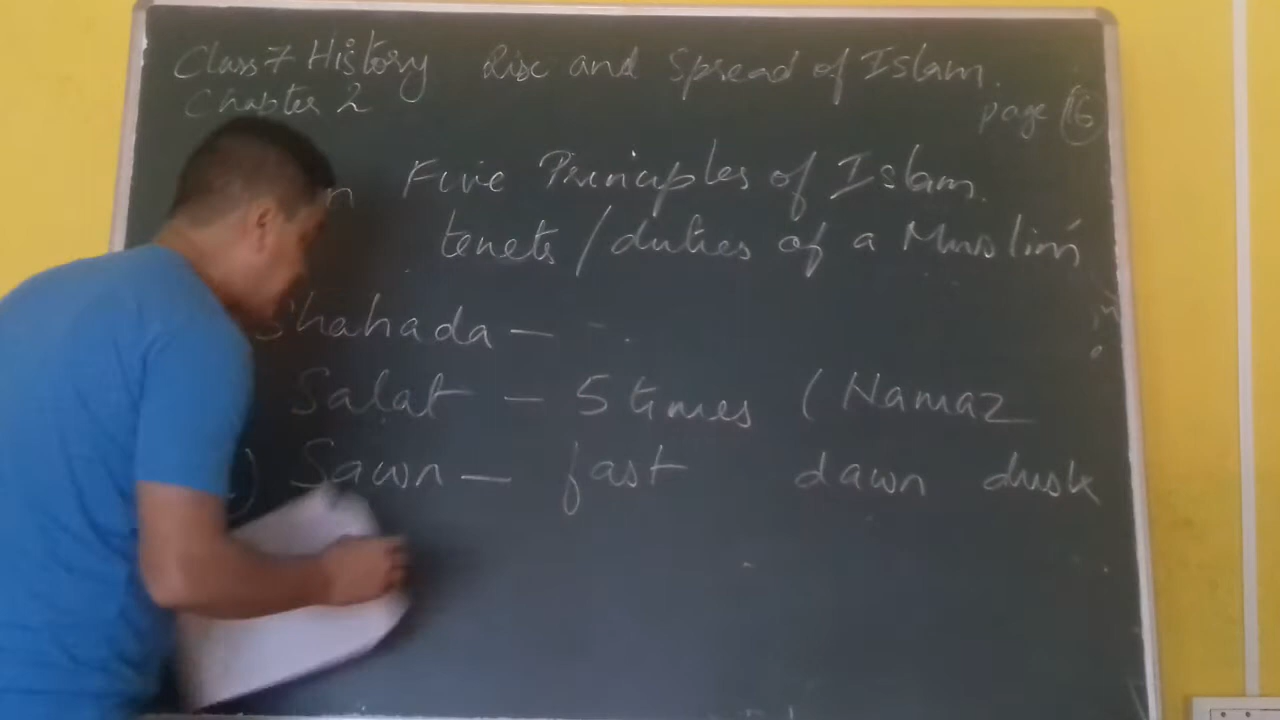 Class 7 History Rise and Spread of Islam.
Chapter 2 page 16
n Five Principles of Islam.
tenets / duties of a Muslim
Shahada -
Salat - 5 times ( Namaz
) Sawn - fast dawn dusk